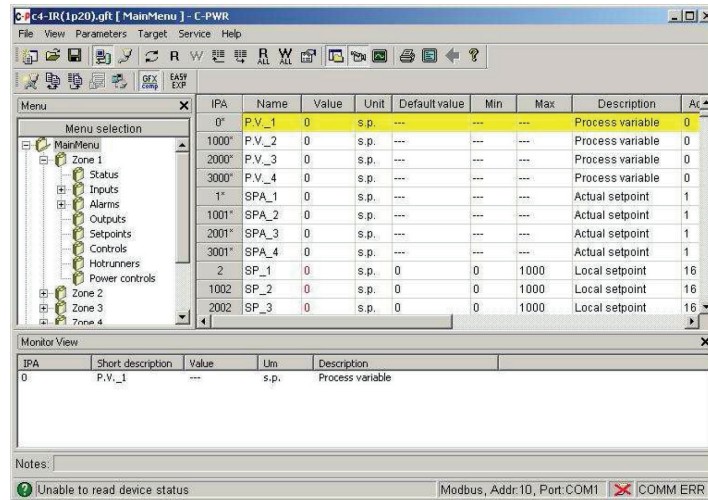 c4-IR(1p20).gft [ MainMenu ] - C-PWR
File View Parameters Target Service Help
R W R ALL W ALL
GFX comp EASY EXP
Menu
Menu selection
MainMenu
Zone 1
Status
Inputs
Alarms
Outputs
Setpoints
Controls
Hotrunners
Power controls
Zone 2
Zone 3
Zone 4
IPA Name Value Unit Default value Min Max Description
0* P.V._1 0 s.p. --- --- --- Process variable 0
1000* P.V._2 0 s.p. --- --- --- Process variable 0
2000* P.V._3 0 s.p. --- --- --- Process variable 0
3000* P.V._4 0 s.p. --- --- --- Process variable 0
1* SPA_1 0 s.p. --- --- --- Actual setpoint 1
1001* SPA_2 0 s.p. --- --- --- Actual setpoint 1
2001* SPA_3 0 s.p. --- --- --- Actual setpoint 1
3001* SPA_4 0 s.p. --- --- --- Actual setpoint 1
2 SP_1 0 s.p. 0 0 1000 Local setpoint 16
1002 SP_2 0 s.p. 0 0 1000 Local setpoint 16
2002 SP_3 0 s.p. 0 0 1000 Local setpoint 16
Monitor View
IPA Short description Value Um Description
0 P.V._1 --- s.p. Process variable
Notes:
Unable to read device status
Modbus, Addr:10, Port:COM1 COMM ERR